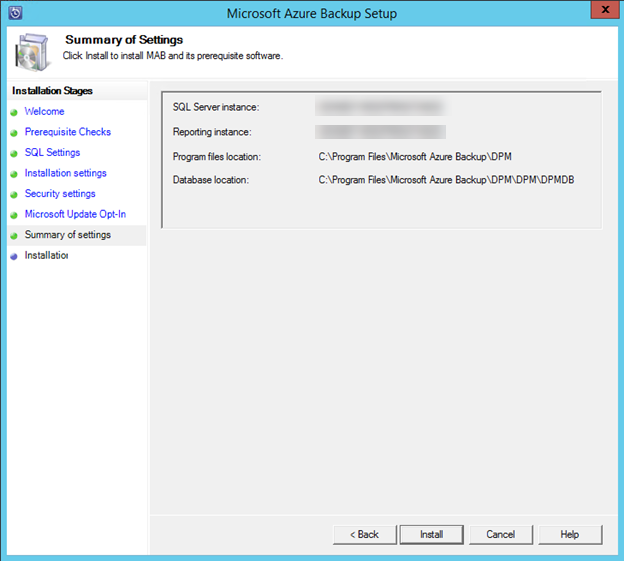 Microsoft Azure Backup Setup
x
Summary of Settings
Click Install to install MAB and its prerequisite software.
Installation Stages
Welcome
Prerequisite Checks
SQL Settings
Installation settings
Security settings
Microsoft Update Opt-In
Summary of settings
Installation
SQL Server instance:
Reporting instance:
Program files location: C:\Program Files\Microsoft Azure Backup\DPM
Database location: C:\Program Files\Microsoft Azure Backup\DPM\DPM\DPMDB
< Back Install Cancel Help